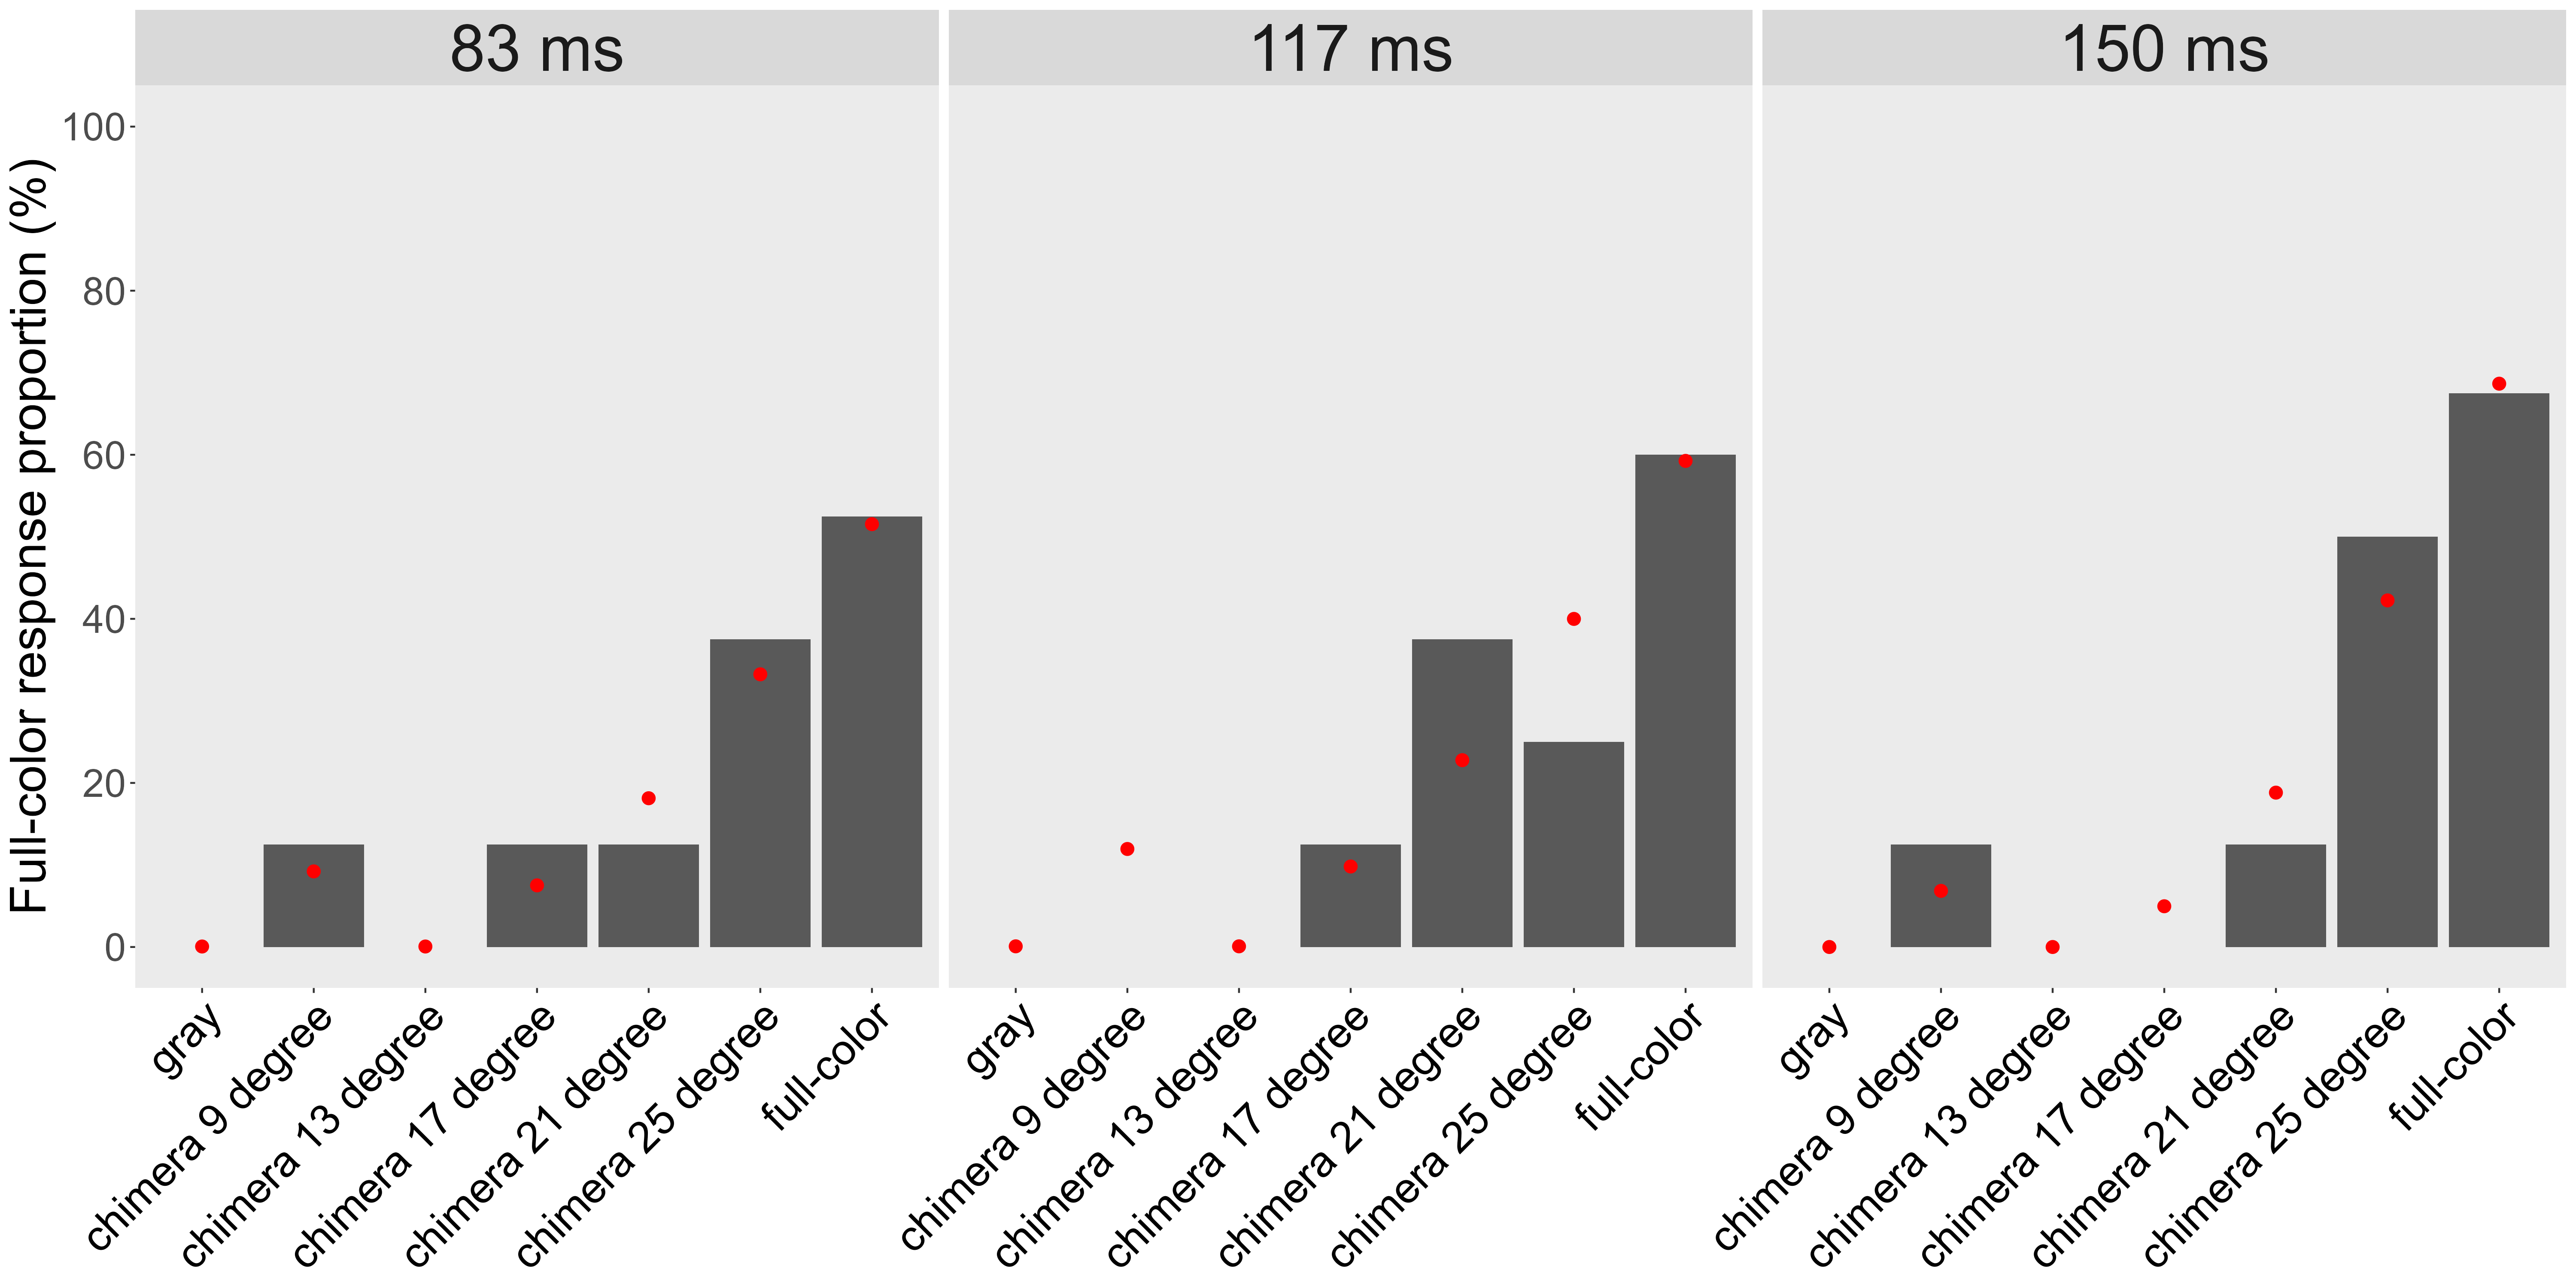 83 ms
117 ms
150 ms
Full-color response proportion (%)
100
80
60
40
20
0
gray
chimera 9 degree
chimera 13 degree
chimera 17 degree
chimera 21 degree
chimera 25 degree
full-color
gray
chimera 9 degree
chimera 13 degree
chimera 17 degree
chimera 21 degree
chimera 25 degree
full-color
gray
chimera 9 degree
chimera 13 degree
chimera 17 degree
chimera 21 degree
chimera 25 degree
full-color